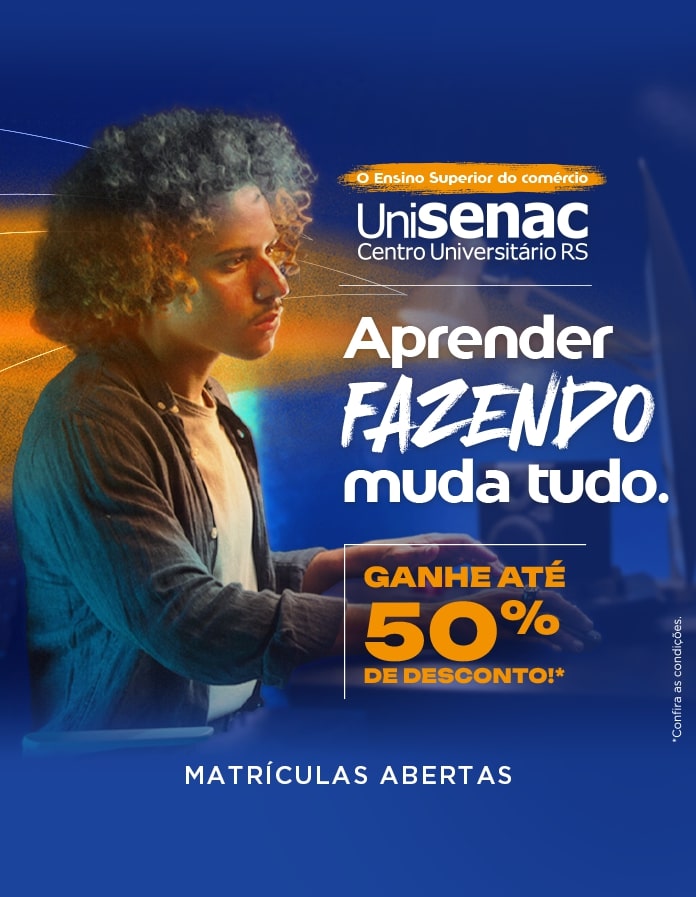 O Ensino Superior do comércio
UniSenac
Centro Universitário RS
Aprender
FAZENDO
muda tudo.
GANHE ATÉ
50%
DE DESCONTO!*
*Confira as condições.
MATRÍCULAS ABERTAS